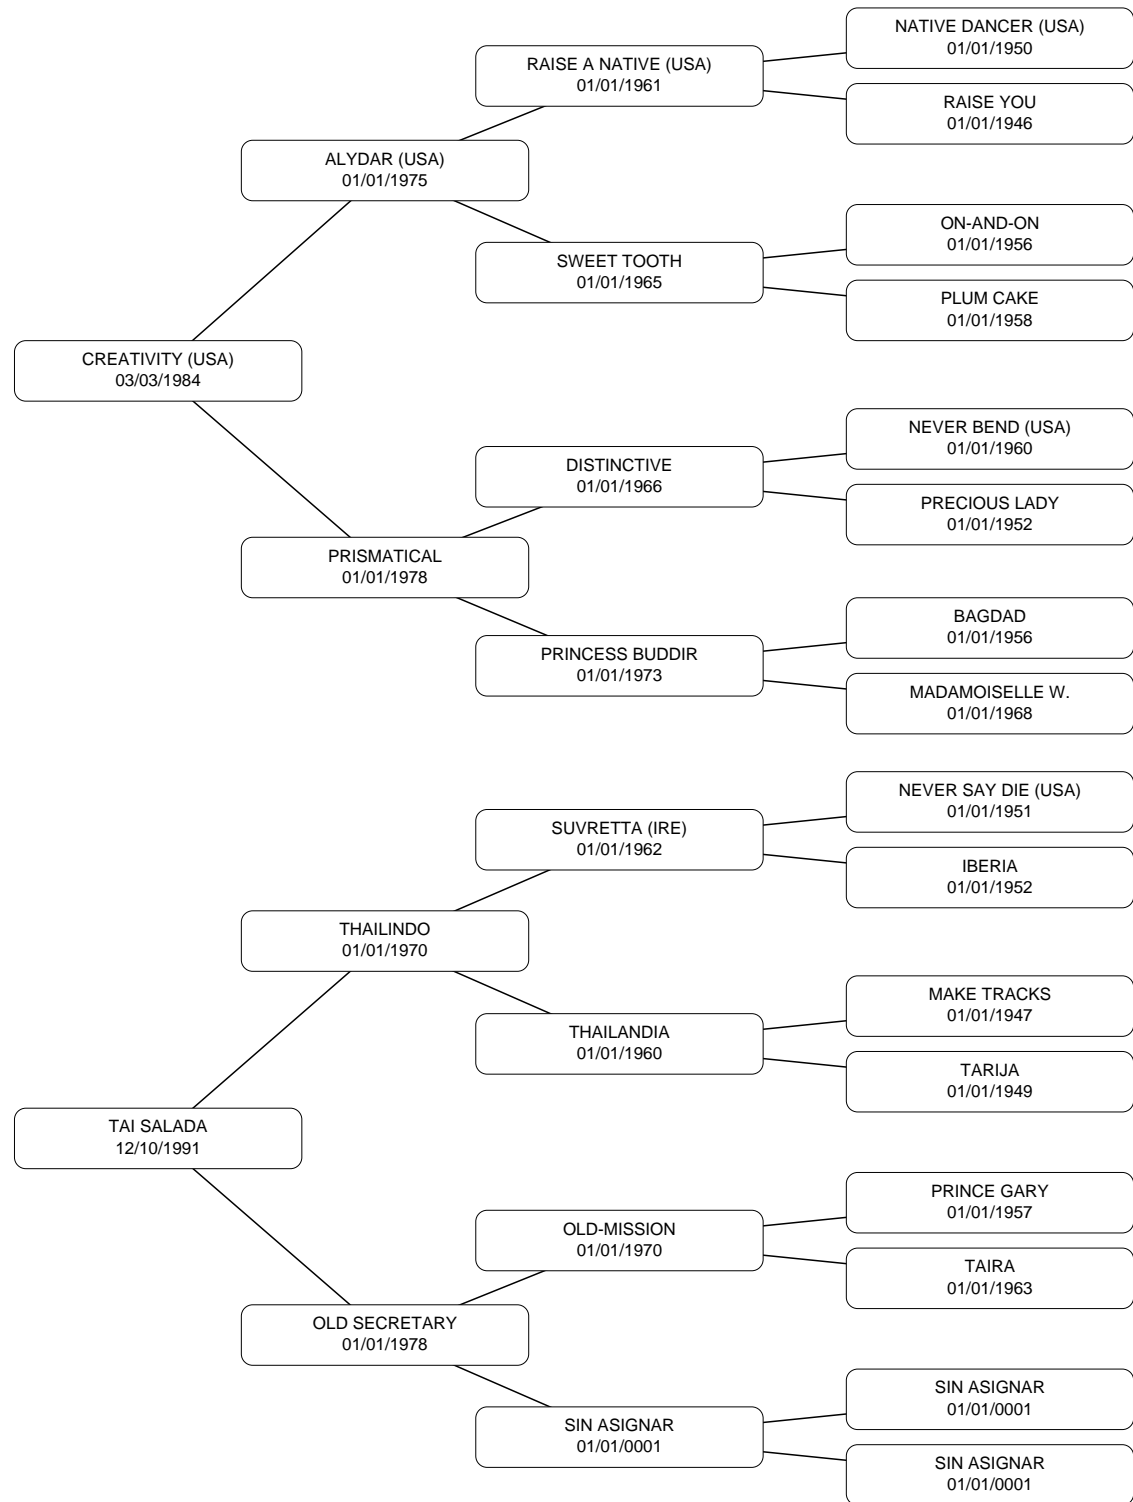 NATIVE DANCER (USA)
01/01/1950
RAISE A NATIVE (USA)
01/01/1961
RAISE YOU
01/01/1946
ALYDAR (USA)
01/01/1975
ON-AND-ON
01/01/1956
SWEET TOOTH
01/01/1965
PLUM CAKE
01/01/1958
CREATIVITY (USA)
03/03/1984
NEVER BEND (USA)
01/01/1960
DISTINCTIVE
01/01/1966
PRECIOUS LADY
01/01/1952
PRISMATICAL
01/01/1978
BAGDAD
01/01/1956
PRINCESS BUDDIR
01/01/1973
MADAMOISELLE W.
01/01/1968
NEVER SAY DIE (USA)
01/01/1951
SUVRETTA (IRE)
01/01/1962
IBERIA
01/01/1952
THAILINDO
01/01/1970
MAKE TRACKS
01/01/1947
THAILANDIA
01/01/1960
TARIJA
01/01/1949
TAI SALADA
12/10/1991
PRINCE GARY
01/01/1957
OLD-MISSION
01/01/1970
TAIRA
01/01/1963
OLD SECRETARY
01/01/1978
SIN ASIGNAR
01/01/0001
SIN ASIGNAR
01/01/0001
SIN ASIGNAR
01/01/0001